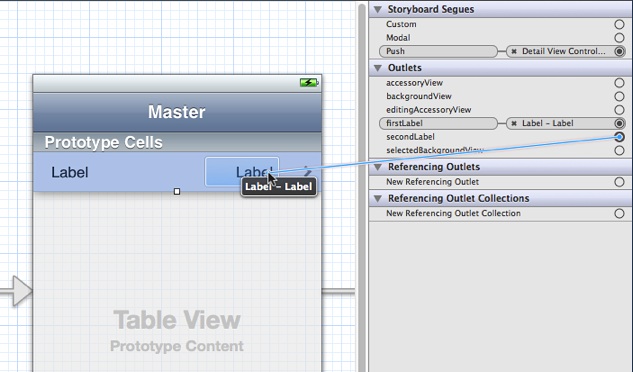 Master
Prototype Cells
Label
Label
Label - Label
Table View
Prototype Content
Storyboard Segues
Custom
Modal
Push
Detail View Control...
Outlets
accessoryView
backgroundView
editingAccessoryView
firstLabel
Label - Label
secondLabel
selectedBackgroundView
Referencing Outlets
New Referencing Outlet
Referencing Outlet Collections
New Referencing Outlet Collection